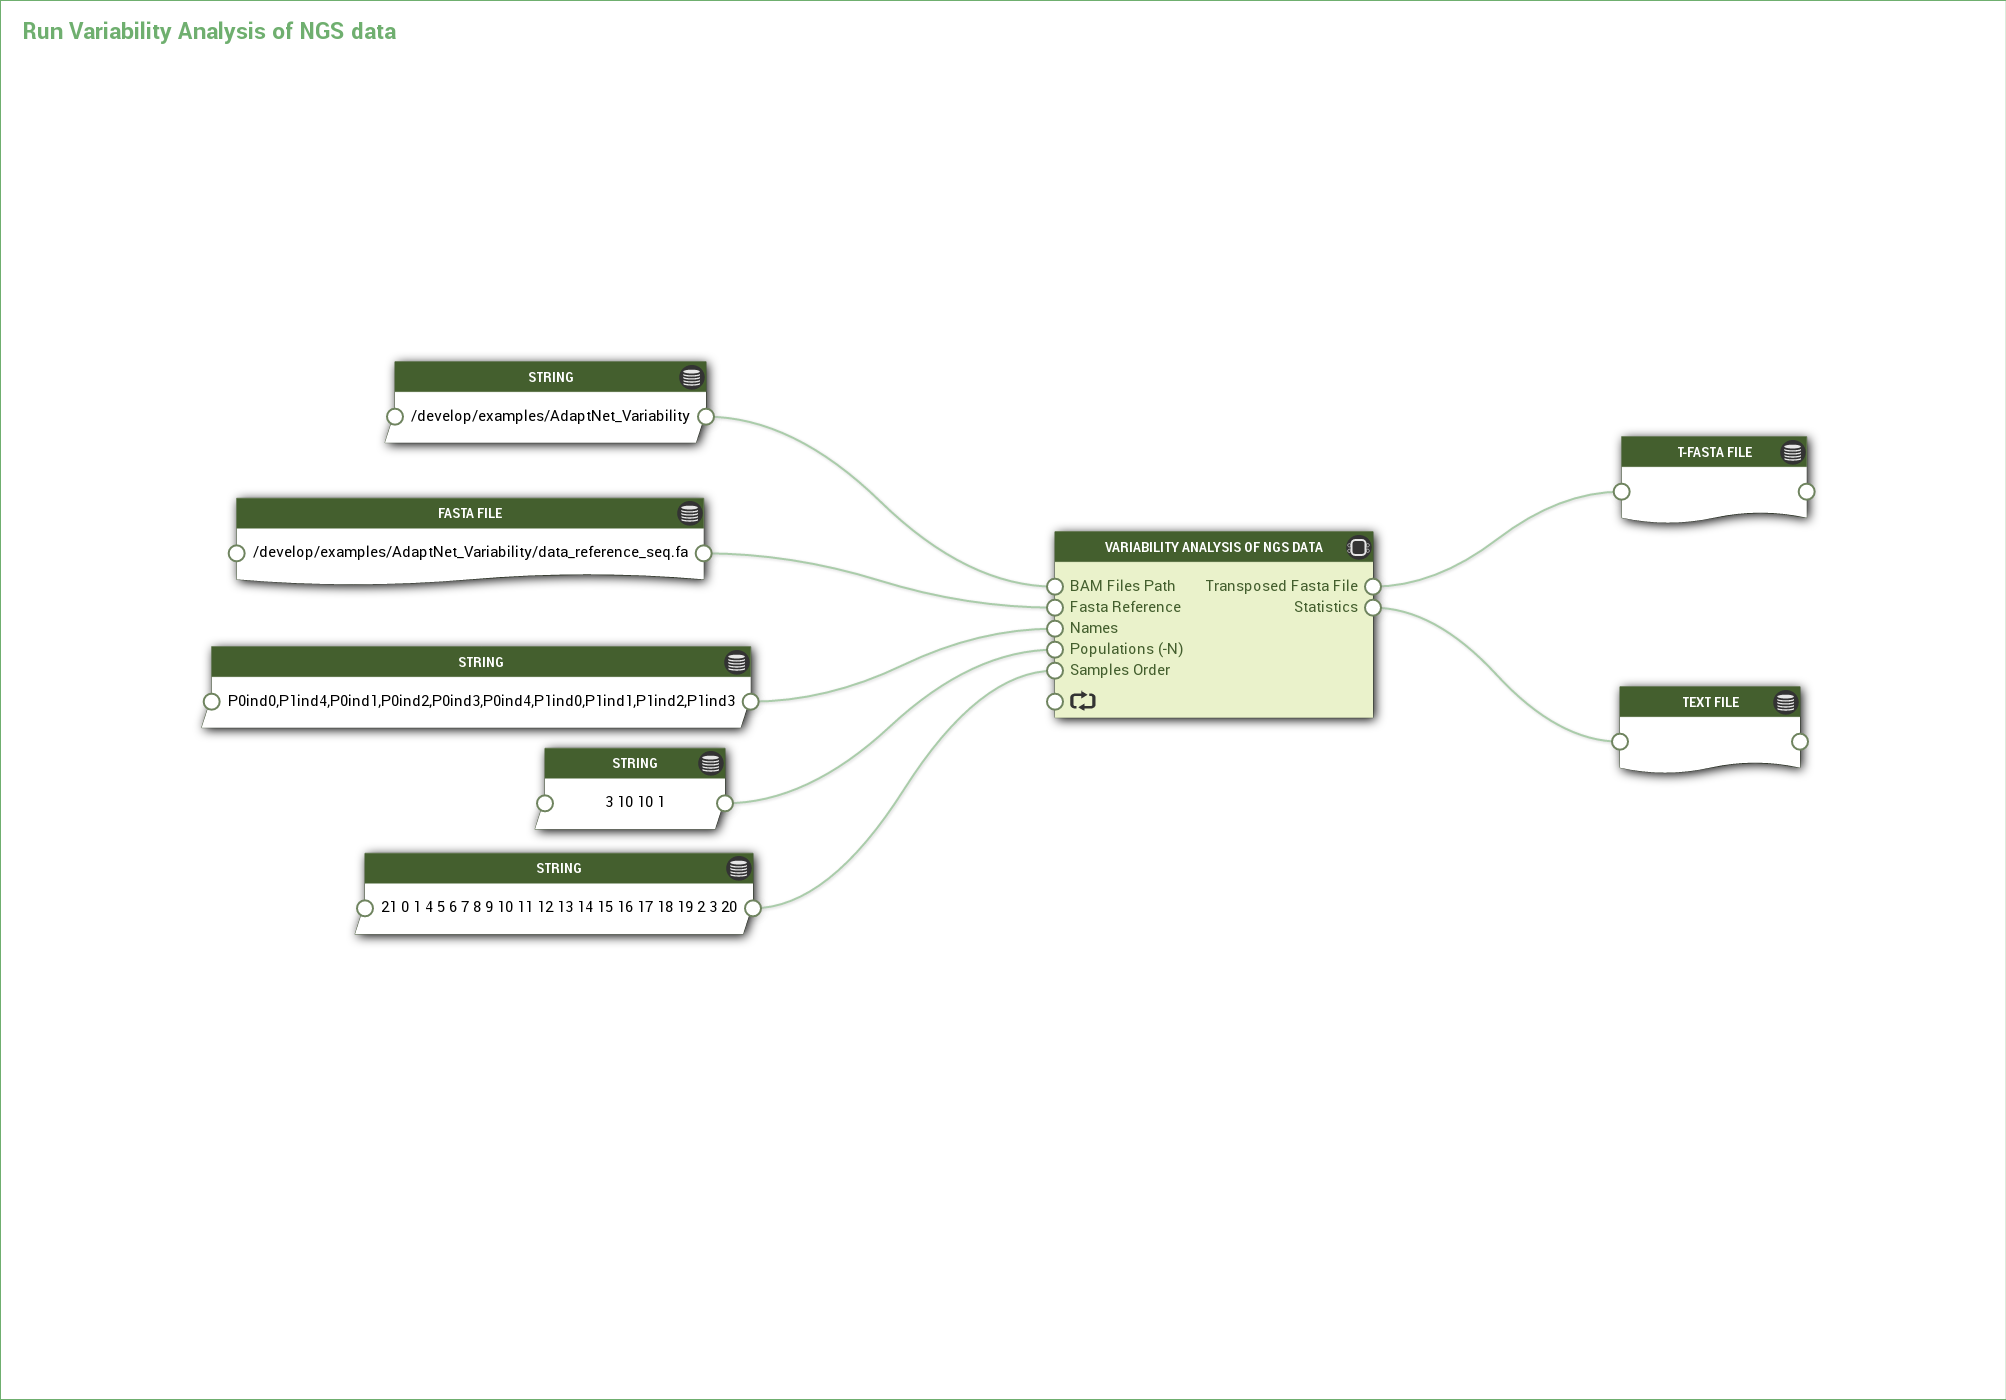 Run Variability Analysis of NGS data
STRING
/develop/examples/AdaptNet_Variability
FASTA FILE
/develop/examples/AdaptNet_Variability/data_reference_seq.fa
STRING
P0ind0,P1ind4,P0ind1,P0ind2,P0ind3,P0ind4,P1ind0,P1ind1,P1ind2,P1ind3
STRING
3 10 10 1
STRING
21 0 1 4 5 6 7 8 9 10 11 12 13 14 15 16 17 18 19 2 3 20
VARIABILITY ANALYSIS OF NGS DATA
BAM Files Path Transposed Fasta File
Fasta Reference Statistics
Names
Populations (-N)
Samples Order
T-FASTA FILE
TEXT FILE